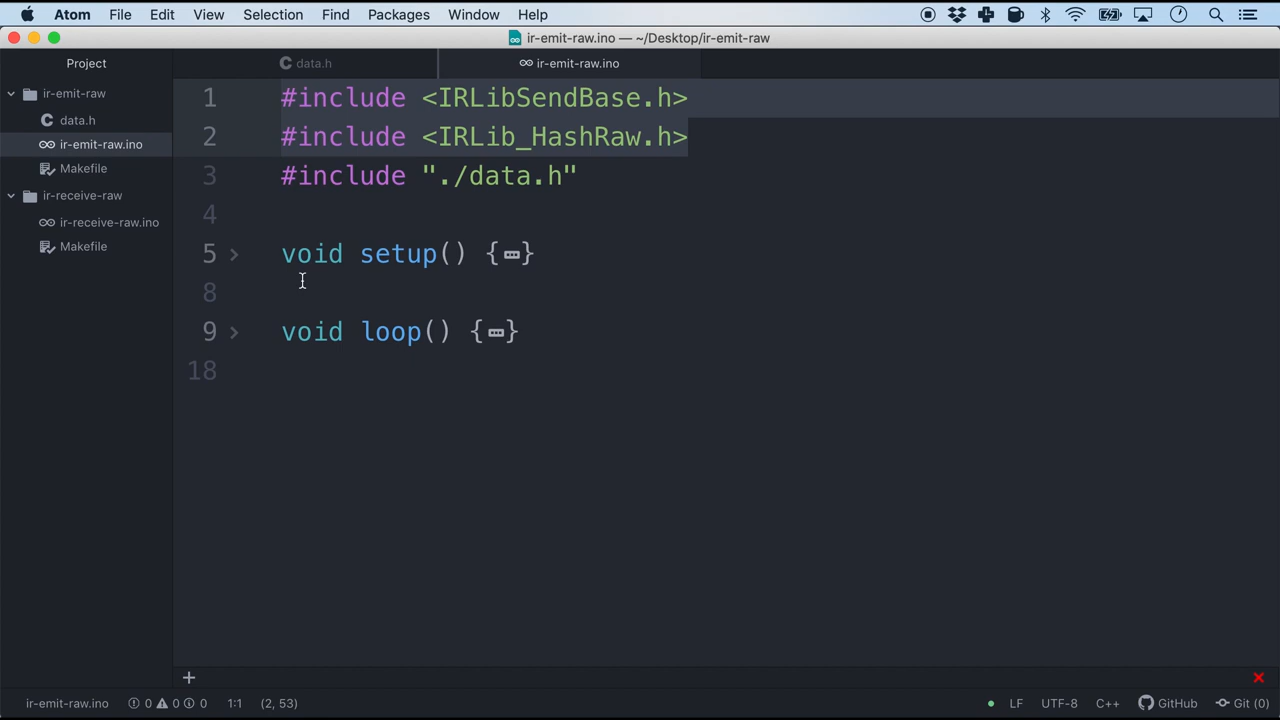 Atom File Edit View Selection Find Packages Window Help
ir-emit-raw.ino — ~/Desktop/ir-emit-raw
Project
data.h
ir-emit-raw.ino
ir-emit-raw
data.h
ir-emit-raw.ino
Makefile
ir-receive-raw
ir-receive-raw.ino
Makefile
1 #include <IRLibSendBase.h>
2 #include <IRLib_HashRaw.h>
3 #include "./data.h"
4
5 void setup() {…}
8
9 void loop() {…}
18
ir-emit-raw.ino 0 0 0 1:1 (2, 53) LF UTF-8 C++ GitHub Git (0)